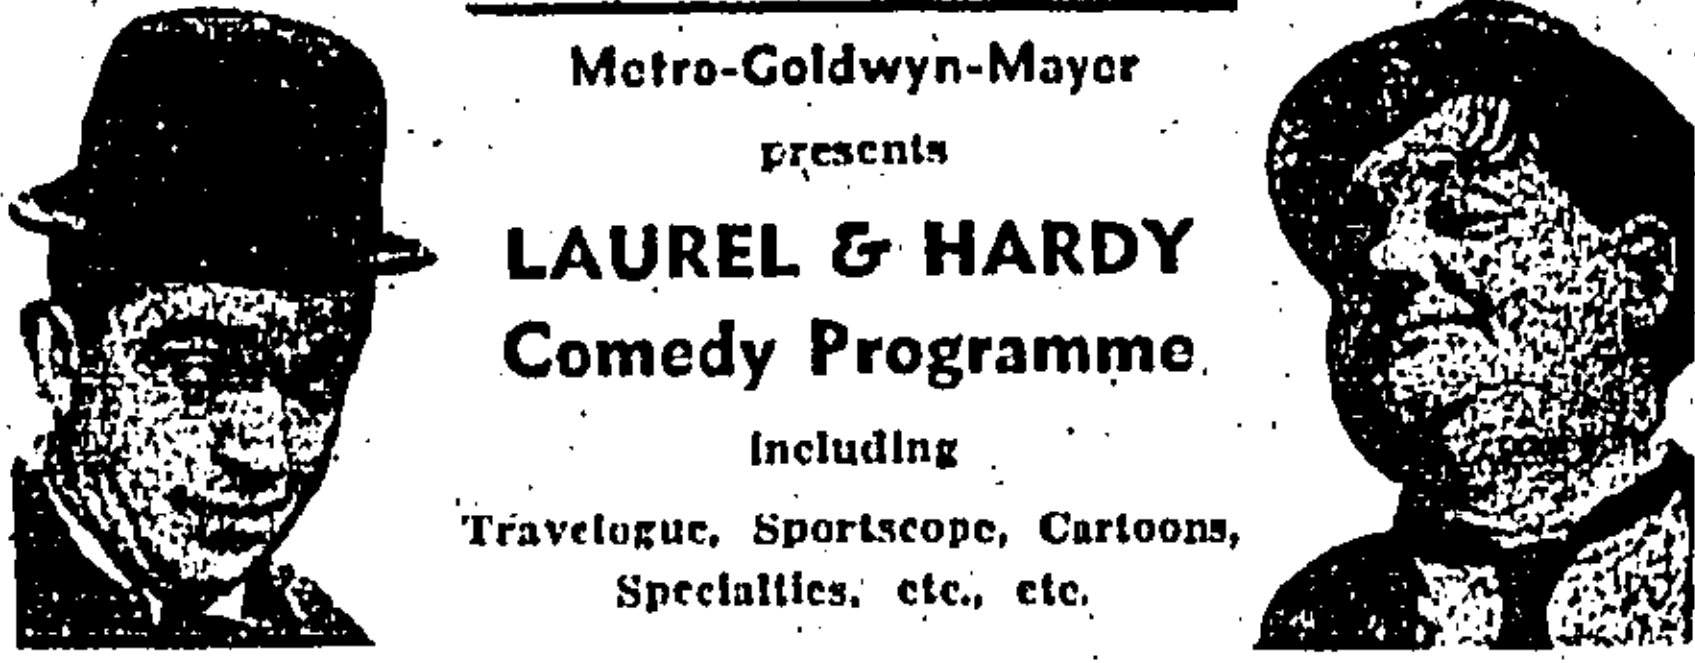 Metro-Goldwyn-Mayer
presents
LAUREL & HARDY
Comedy Programme
including
Travelogue, Sportscope, Cartoons,
Specialties, etc., etc.